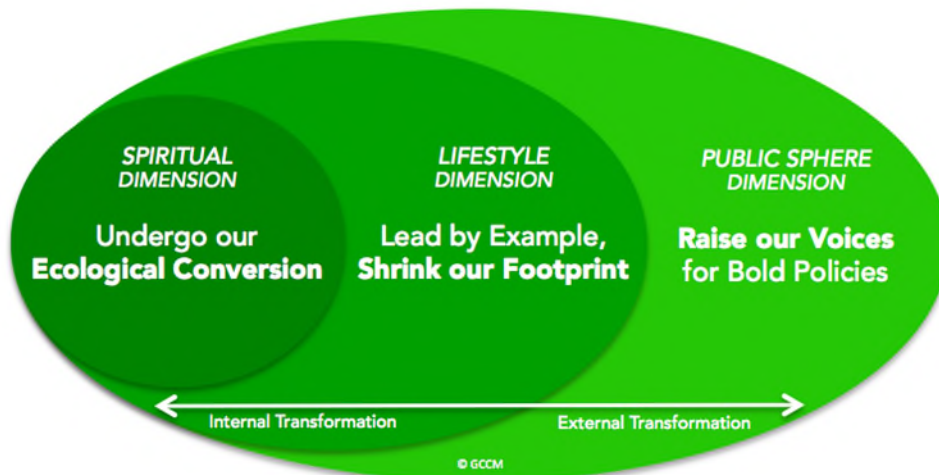 SPIRITUAL
DIMENSION
Undergo our
Ecological Conversion
LIFESTYLE
DIMENSION
Lead by Example,
Shrink our Footprint
PUBLIC SPHERE
DIMENSION
Raise our Voices
for Bold Policies
Internal Transformation
External Transformation
© GCCM